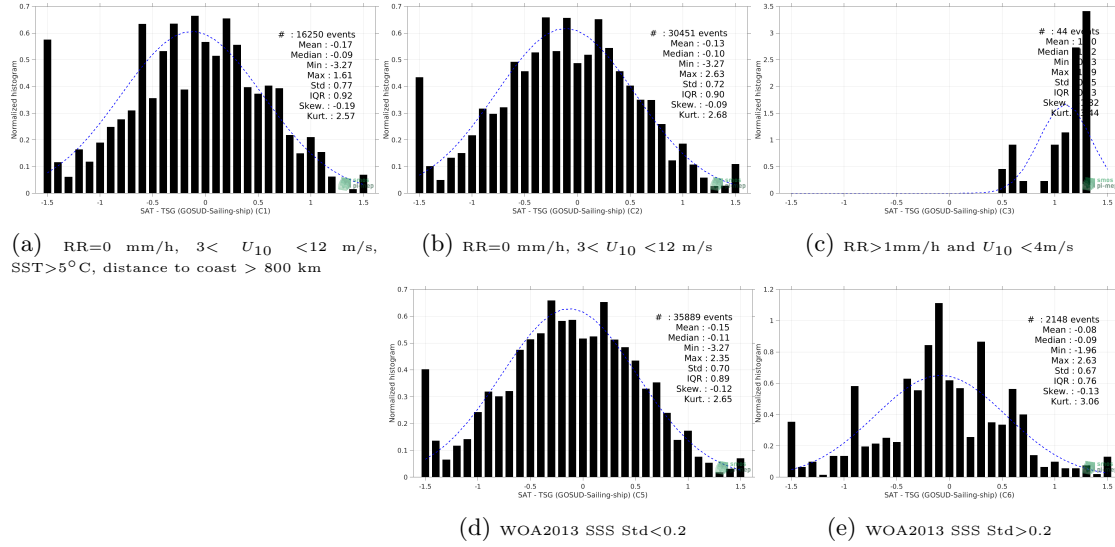 0.7
0.6
0.5
0.4
0.3
0.2
0.1
0
Normalized histogram
# : 16250 events
Mean : -0.17
Median : -0.09
Min : -3.27
Max : 1.61
Std : 0.77
IQR : 0.92
Skew. : -0.19
Kurt. : 2.57
-1.5 -1 -0.5 0 0.5 1 1.5
SAT - TSG (GOSUD-Sailing-ship) (C1)
(a) RR=0 mm/h, 3< U10 <12 m/s,
SST>5°C, distance to coast > 800 km
0.7
0.6
0.5
0.4
0.3
0.2
0.1
0
Normalized histogram
# : 30451 events
Mean : -0.13
Median : -0.10
Min : -3.27
Max : 2.63
Std : 0.72
IQR : 0.90
Skew. : -0.09
Kurt. : 2.68
-1.5 -1 -0.5 0 0.5 1 1.5
SAT - TSG (GOSUD-Sailing-ship) (C2)
(b) RR=0 mm/h, 3< U10 <12 m/s
3.5
3
2.5
2
1.5
1
0.5
0
Normalized histogram
# : 44 events
Mean :
Median
Min
Max
Std
IQR
Skew.
Kurt.
-1.5 -1 -0.5 0 0.5 1 1.5
SAT - TSG (GOSUD-Sailing-ship) (C3)
smos
pi-mep
(c) RR>1mm/h and U10 <4m/s
0.7
0.6
0.5
0.4
0.3
0.2
0.1
0
Normalized histogram
# : 35889 events
Mean : -0.15
Median : -0.11
Min : -3.27
Max : 2.35
Std : 0.70
IQR : 0.89
Skew. : -0.12
Kurt. : 2.65
-1.5 -1 -0.5 0 0.5 1 1.5
SAT - TSG (GOSUD-Sailing-ship) (C5)
(d) WOA2013 SSS Std<0.2
1.2
1
0.8
0.6
0.4
0.2
0
Normalized histogram
# : 2148 events
Mean : -0.08
Median : -0.09
Min : -1.96
Max : 2.63
Std : 0.67
IQR : 0.76
Skew. : -0.13
Kurt. : 3.06
-1.5 -1 -0.5 0 0.5 1 1.5
SAT - TSG (GOSUD-Sailing-ship) (C6)
(e) WOA2013 SSS Std>0.2